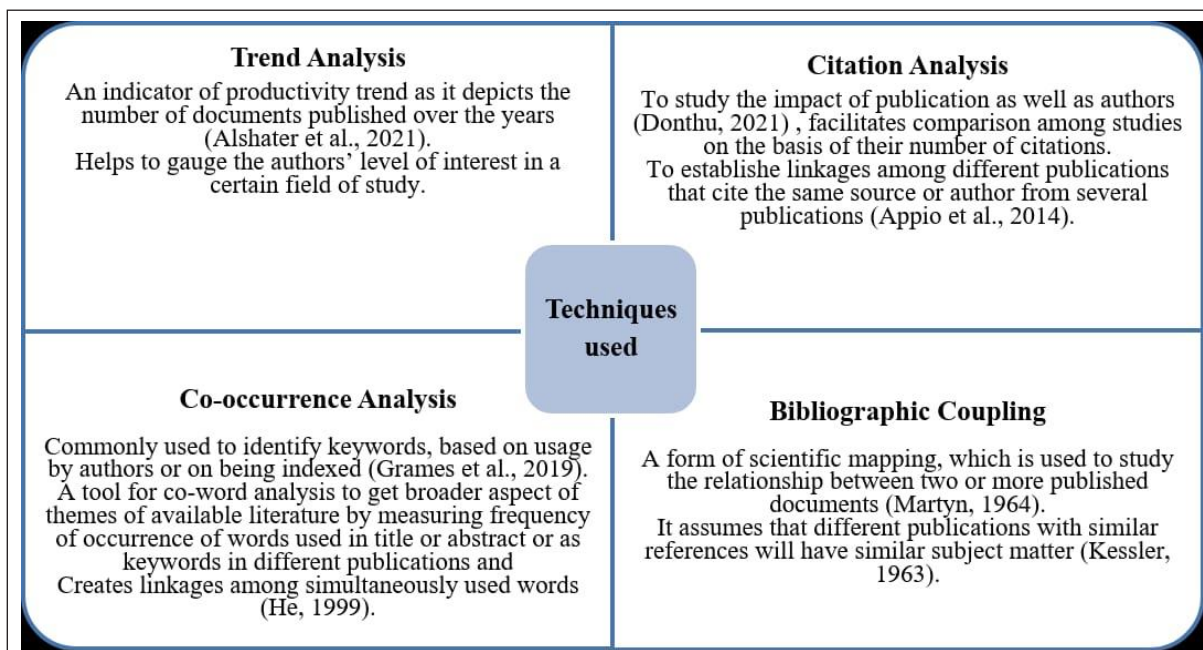 Trend Analysis
An indicator of productivity trend as it depicts the
number of documents published over the years
(Alshater et al., 2021).
Helps to gauge the authors’ level of interest in a
certain field of study.
Citation Analysis
To study the impact of publication as well as authors
(Donthu, 2021) , facilitates comparison among studies
on the basis of their number of citations.
To establishe linkages among different publications
that cite the same source or author from several
publications (Appio et al., 2014).
Techniques
used
Co-occurrence Analysis
Commonly used to identify keywords, based on usage
by authors or on being indexed (Grames et al., 2019).
A tool for co-word analysis to get broader aspect of
themes of available literature by measuring frequency
of occurrence of words used in title or abstract or as
keywords in different publications and
Creates linkages among simultaneously used words
(He, 1999).
Bibliographic Coupling
A form of scientific mapping, which is used to study
the relationship between two or more published
documents (Martyn, 1964).
It assumes that different publications with similar
references will have similar subject matter (Kessler,
1963).